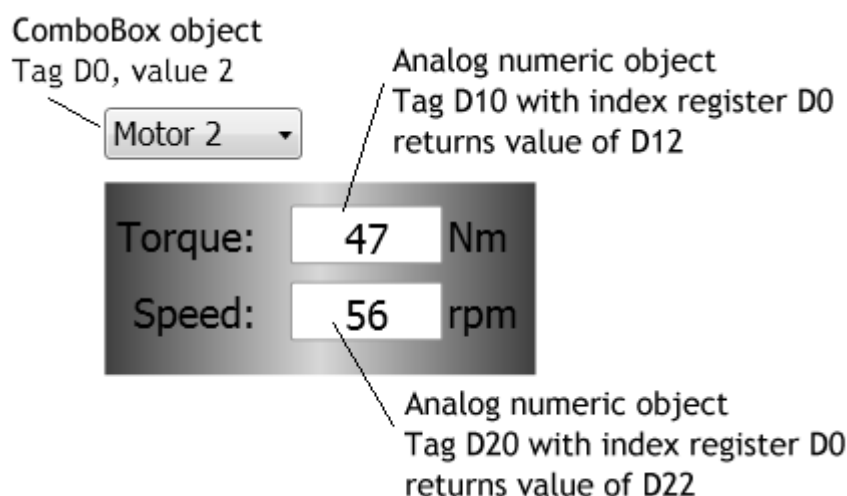 ComboBox object
Tag D0, value 2
Analog numeric object
Tag D10 with index register D0
returns value of D12
Motor 2
Torque: 47 Nm
Speed: 56 rpm
Analog numeric object
Tag D20 with index register D0
returns value of D22